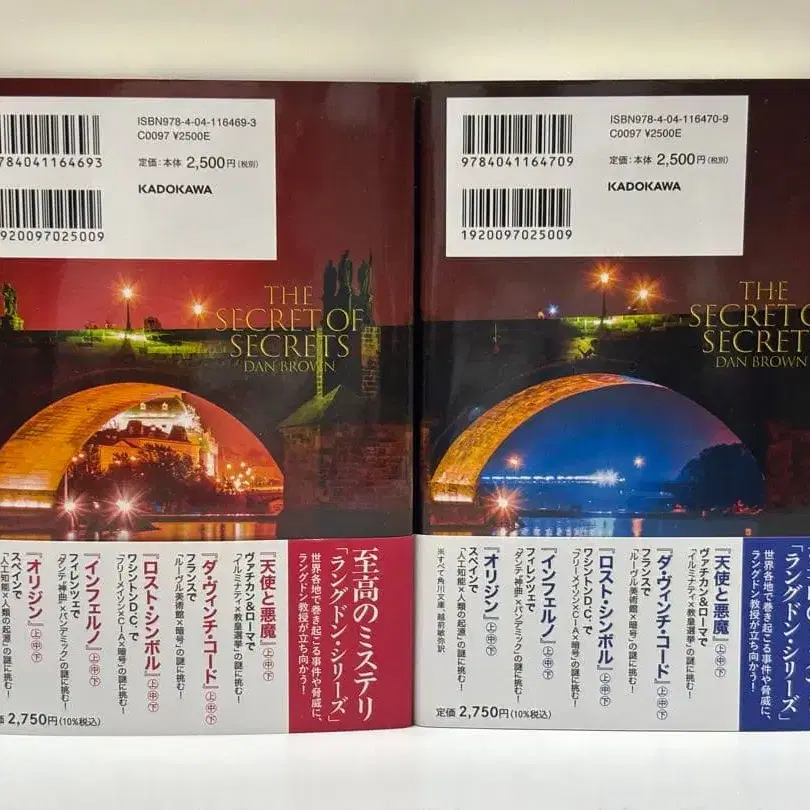 ISBN978-4-04-116469-3
C0097 ¥2500E
784041164693
定価:本体 2,500円(税別)
KADOKAWA
920097025009
THE
SECRET OF
SECRETS
DAN BROWN
至高のミステリ
「ラングドン・シリーズ」
世界各地で巻き起こる事件や脅威に、
ラングドン教授が立ち向かう!
『天使と悪魔』上中下
ヴァチカン&ローマで
「イルミナティ×教皇選挙」の謎に挑む!
『ダ・ヴィンチ・コード』上中下
フランスで
「ルーヴル美術館×暗号」の謎に挑む!
『ロスト・シンボル』上中下
ワシントンD.C.で
「フリーメイソン×CIA×暗号」の謎に挑む!
『インフェルノ』上中下
フィレンツェで
「ダンテ『神曲』×パンデミック」の謎に挑む!
『オリジン』上中下
スペインで
「人工知能×人類の起源」の謎に挑む!
価 2,750円(10%税込)
ISBN978-4-04-116470-9
C0097 ¥2500E
9784041164709
定価:本体 2,500円(税別)
KADOKAWA
1920097025009
THE
SECRET O
SECRET
DAN BROWN
世界各地で巻き起こる事件や脅威に、
ラングドン教授が立ち向かう!
『天使と悪魔』上中下
ヴァチカン&ローマで
「イルミナティ×教皇選挙」の謎に挑む!
『ダ・ヴィンチ・コード』上中下
フランスで
「ルーヴル美術館×暗号」の謎に挑む!
『ロスト・シンボル』上中下
ワシントンD.C.で
「フリーメイソン×CIA×暗号」の謎に挑む!
『インフェルノ』上中下
フィレンツェで
「ダンテ『神曲』×パンデミック」の謎に挑む!
『オリジン』上中下
スペインで
「人工知能×人類の起源」の謎に挑む!
※すべて角川文庫、越前敏弥訳
定価 2,750円(10%税込)